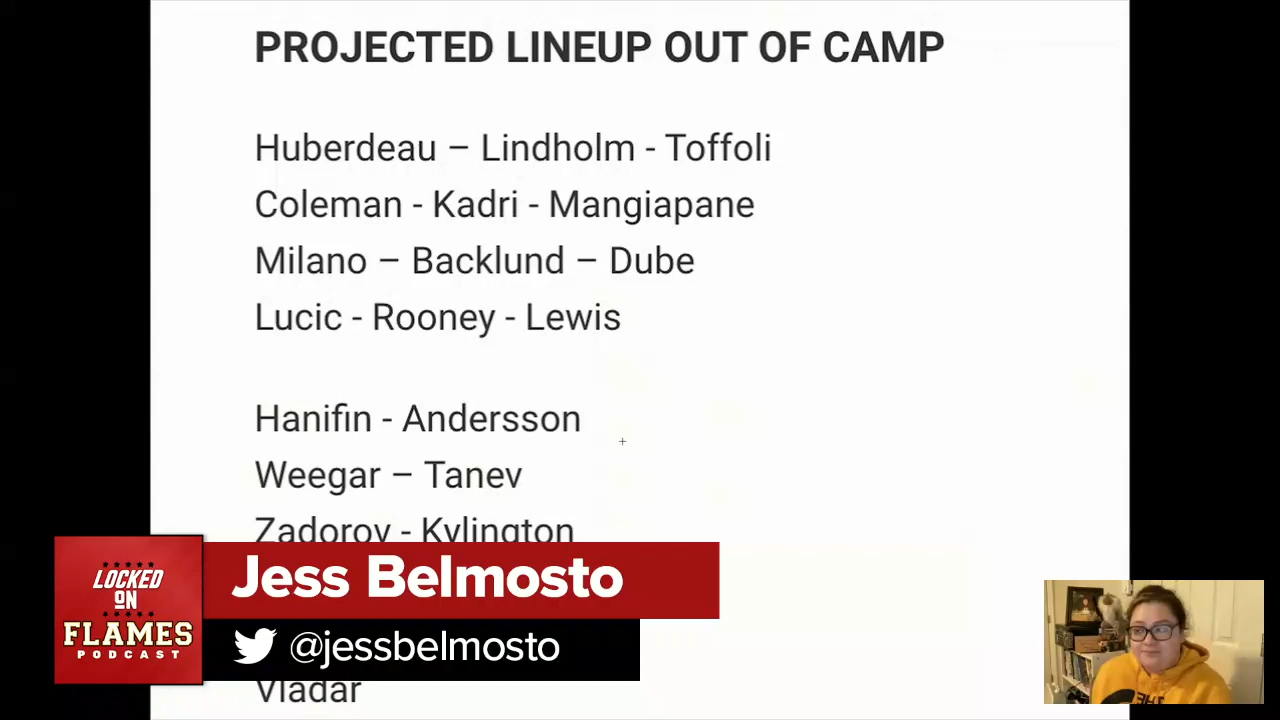 PROJECTED LINEUP OUT OF CAMP
Huberdeau – Lindholm - Toffoli
Coleman - Kadri - Mangiapane
Milano – Backlund – Dube
Lucic - Rooney - Lewis
Hanifin - Andersson
Weegar – Tanev
Zadorov - Kylington
Jess Belmosto
@jessbelmosto
LOCKED
ON
FLAMES
PODCAST
Vladar
THE